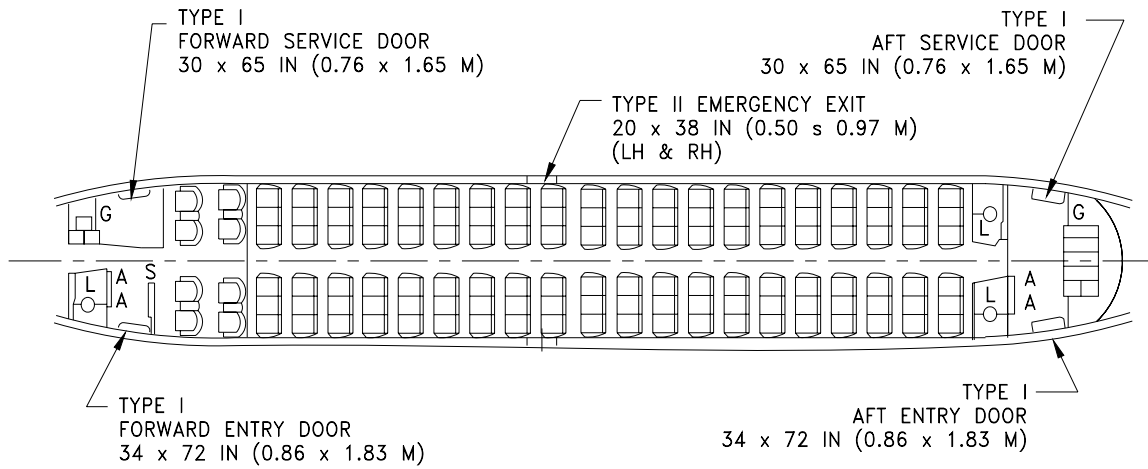 TYPE I
FORWARD SERVICE DOOR
30 x 65 IN (0.76 x 1.65 M)
TYPE I
AFT SERVICE DOOR
30 x 65 IN (0.76 x 1.65 M)
TYPE II EMERGENCY EXIT
20 x 38 IN (0.50 s 0.97 M)
(LH & RH)
G
L
G
L
A
A
S
L
A
A
TYPE I
FORWARD ENTRY DOOR
34 x 72 IN (0.86 x 1.83 M)
TYPE I
AFT ENTRY DOOR
34 x 72 IN (0.86 x 1.83 M)